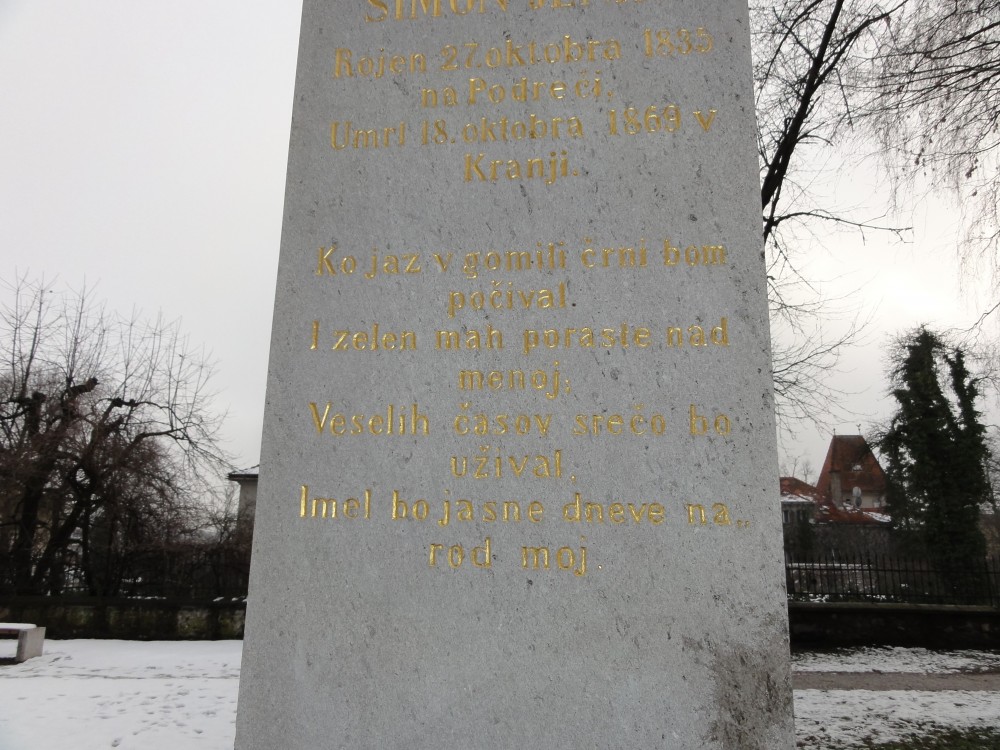 SIMON
Rojen 27. oktobra 1835
na Podreči.
Umrl 18. oktobra 1869 v
Kranji.
Ko jaz v gomili črni bom
počival
I zelen mah poraste nad
menoj;
Veselih časov srečo bo
užival,
Imel bo jasne dneve na„
rod moj.